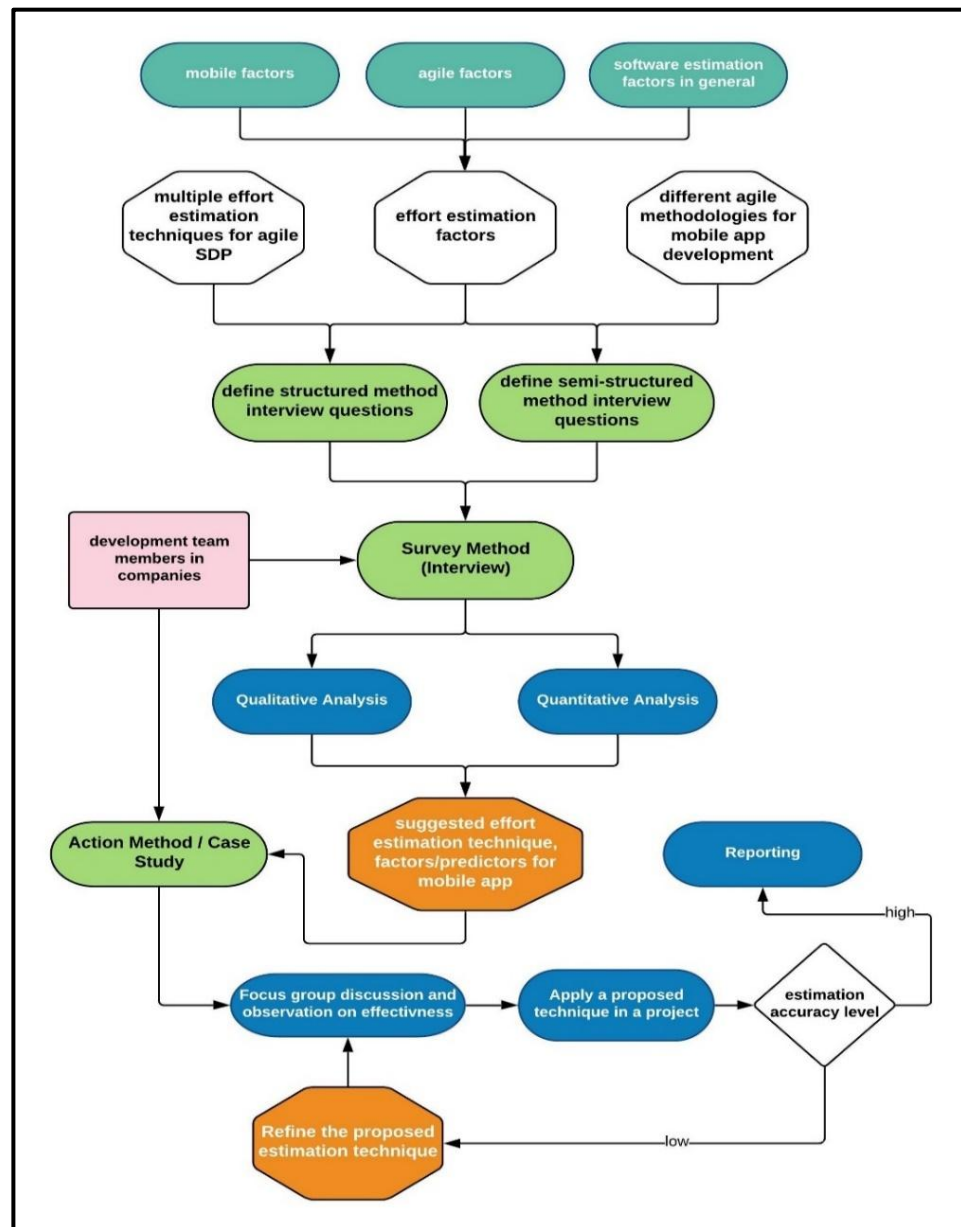 mobile factors
agile factors
software estimation
factors in general
multiple effort
estimation
techniques for agile
SDP
effort estimation
factors
different agile
methodologies for
mobile app
development
define structured method
interview questions
define semi-structured
method interview
questions
development team
members in
companies
Survey Method
(Interview)
Qualitative Analysis
Quantitative Analysis
Action Method / Case
Study
suggested effort
estimation technique,
factors/predictors for
mobile app
Reporting
high
Focus group discussion and
observation on effectivness
Apply a proposed
technique in a project
estimation
accuracy level
Refine the proposed
estimation technique
low